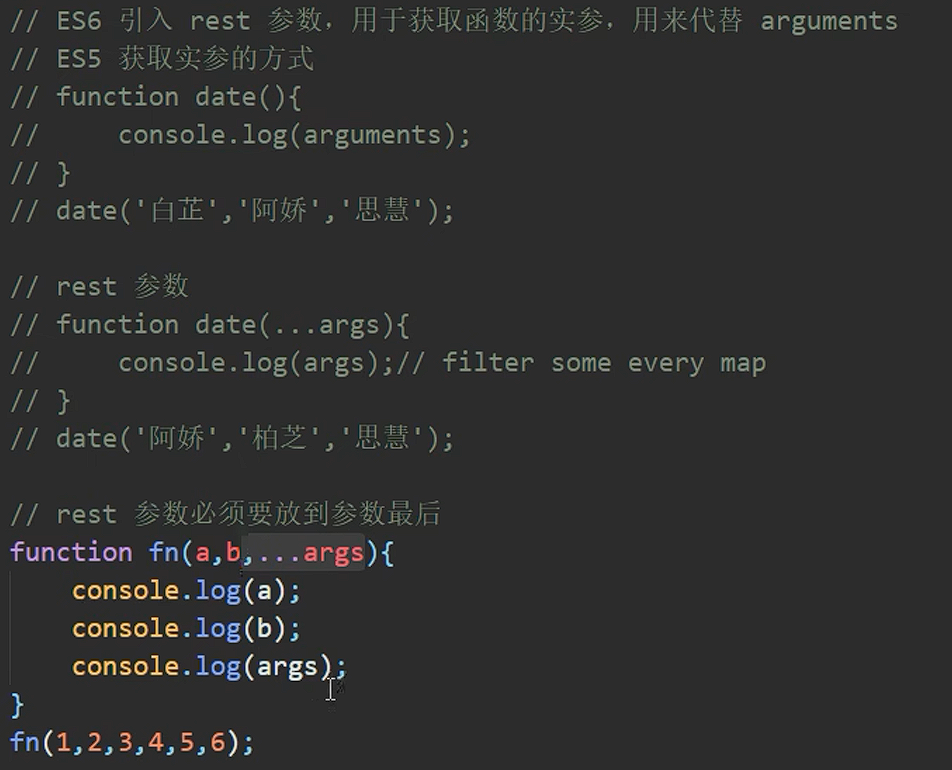 // ES6 引入 rest 参数，用于获取函数的实参，用来代替 arguments
// ES5 获取实参的方式
// function date(){
//     console.log(arguments);
// }
// date('白芷','阿娇','思慧');
// rest 参数
// function date(...args){
//     console.log(args);// filter some every map
// }
// date('阿娇','柏芝','思慧');
// rest 参数必须要放到参数最后
function fn(a,b,...args){
    console.log(a);
    console.log(b);
    console.log(args);
}
fn(1,2,3,4,5,6);